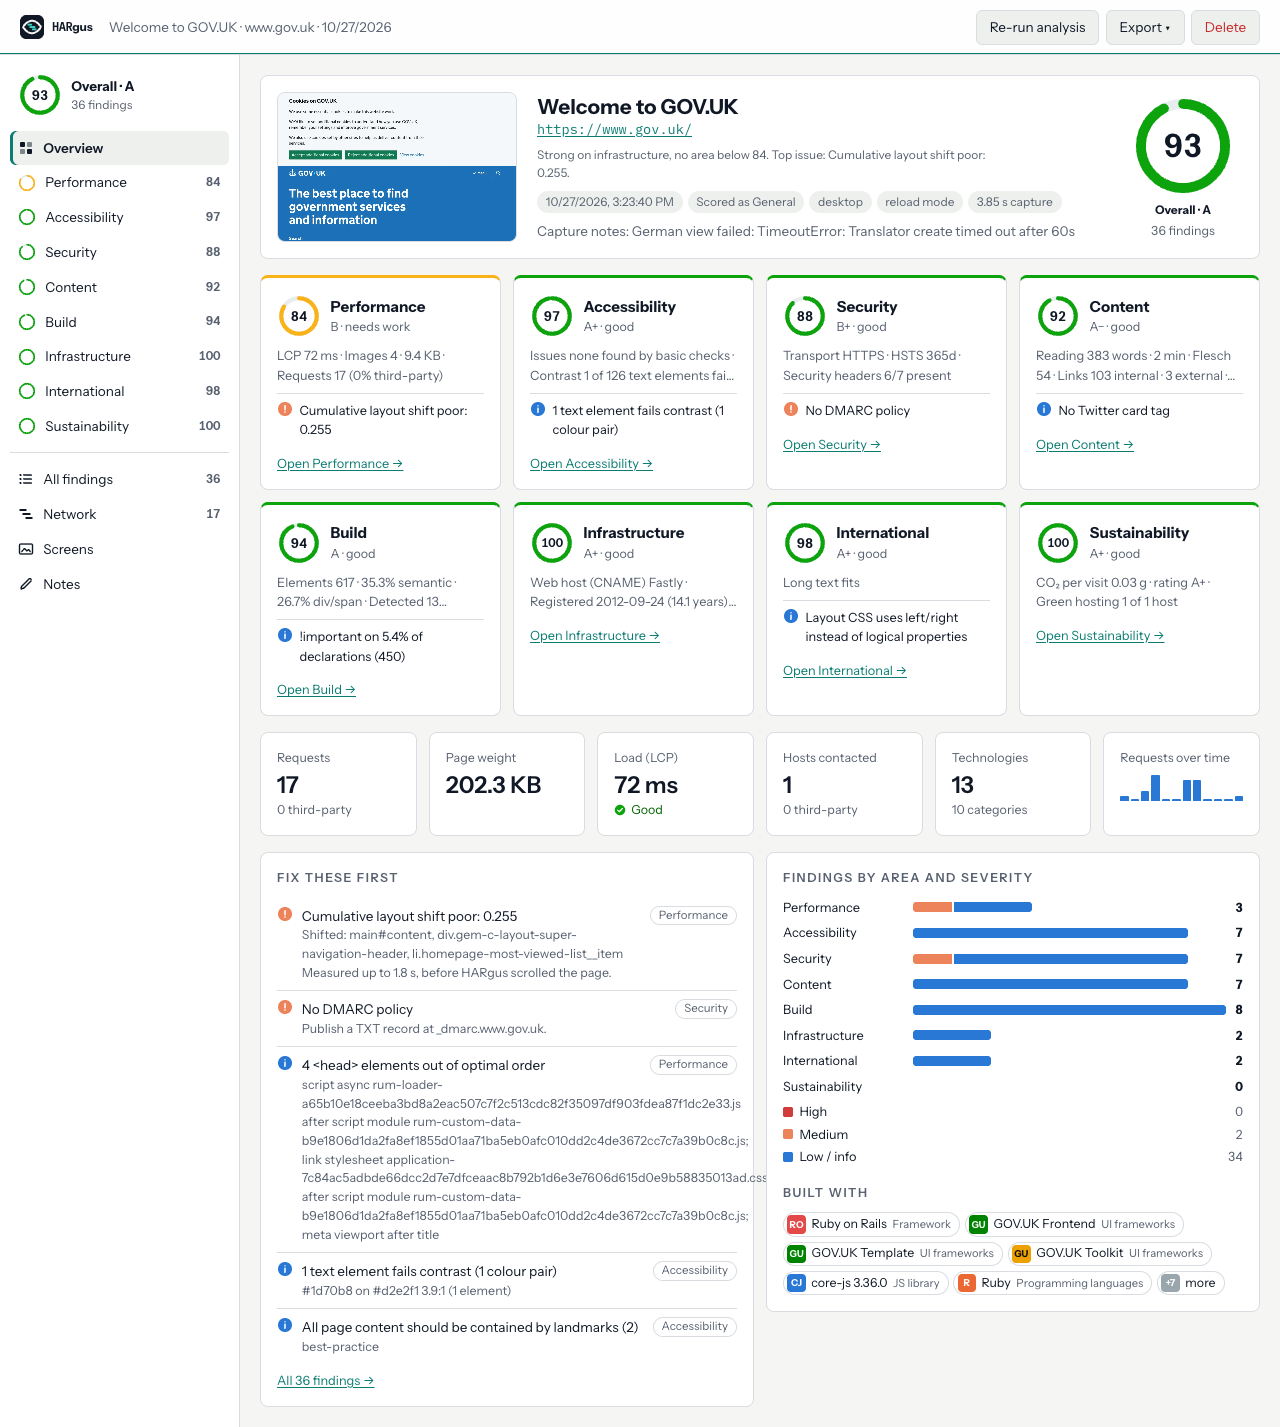 HARgus
Welcome to GOV.UK · www.gov.uk · 10/27/2026
Re-run analysis
Export ▾
Delete
93
Overall · A
36 findings
Overview
Performance 84
Accessibility 97
Security 88
Content 92
Build 94
Infrastructure 100
International 98
Sustainability 100
All findings 36
Network 17
Screens
Notes
Cookies on GOV.UK
Accept additional cookies Reject additional cookies View cookies
GOV·UK
The best place to find
government services
and information
Search
Welcome to GOV.UK
https://www.gov.uk/
Strong on infrastructure, no area below 84. Top issue: Cumulative layout shift poor:
0.255.
10/27/2026, 3:23:40 PM Scored as General desktop reload mode 3.85 s capture
Capture notes: German view failed: TimeoutError: Translator create timed out after 60s
93
Overall · A
36 findings
84
Performance
B · needs work
LCP 72 ms · Images 4 · 9.4 KB ·
Requests 17 (0% third-party)
Cumulative layout shift poor:
0.255
Open Performance →
97
Accessibility
A+ · good
Issues none found by basic checks ·
Contrast 1 of 126 text elements fai…
1 text element fails contrast (1
colour pair)
Open Accessibility →
88
Security
B+ · good
Transport HTTPS · HSTS 365d ·
Security headers 6/7 present
No DMARC policy
Open Security →
92
Content
A− · good
Reading 383 words · 2 min · Flesch
54 · Links 103 internal · 3 external ·…
No Twitter card tag
Open Content →
94
Build
A · good
Elements 617 · 35.3% semantic ·
26.7% div/span · Detected 13…
!important on 5.4% of
declarations (450)
Open Build →
100
Infrastructure
A+ · good
Web host (CNAME) Fastly ·
Registered 2012-09-24 (14.1 years)…
Open Infrastructure →
98
International
A+ · good
Long text fits
Layout CSS uses left/right
instead of logical properties
Open International →
100
Sustainability
A+ · good
CO₂ per visit 0.03 g · rating A+ ·
Green hosting 1 of 1 host
Open Sustainability →
Requests
17
0 third-party
Page weight
202.3 KB
Load (LCP)
72 ms
Good
Hosts contacted
1
0 third-party
Technologies
13
10 categories
Requests over time
FIX THESE FIRST
Cumulative layout shift poor: 0.255 Performance
Shifted: main#content, div.gem-c-layout-super-
navigation-header, li.homepage-most-viewed-list__item
Measured up to 1.8 s, before HARgus scrolled the page.
No DMARC policy Security
Publish a TXT record at _dmarc.www.gov.uk.
4 <head> elements out of optimal order Performance
script async rum-loader-
a65b10e18ceeba3bd8a2eac507c7f2c513cdc82f35097df903fdea87f1dc2e33.js
after script module rum-custom-data-
b9e1806d1da2fa8ef1855d01aa71ba5eb0afc010dd2c4de3672cc7c7a39b0c8c.js;
link stylesheet application-
7c84ac5adbde66dcc2d7e7dfceaac8b792b1d6e3e7606d615d0e9b58835013ad.css
after script module rum-custom-data-
b9e1806d1da2fa8ef1855d01aa71ba5eb0afc010dd2c4de3672cc7c7a39b0c8c.js;
meta viewport after title
1 text element fails contrast (1 colour pair) Accessibility
#1d70b8 on #d2e2f1 3.9:1 (1 element)
All page content should be contained by landmarks (2) Accessibility
best-practice
All 36 findings →
FINDINGS BY AREA AND SEVERITY
Performance 3
Accessibility 7
Security 7
Content 7
Build 8
Infrastructure 2
International 2
Sustainability 0
High 0
Medium 2
Low / info 34
BUILT WITH
RO Ruby on Rails Framework GU GOV.UK Frontend UI frameworks
GU GOV.UK Template UI frameworks GU GOV.UK Toolkit UI frameworks
CJ core-js 3.36.0 JS library R Ruby Programming languages +7 more